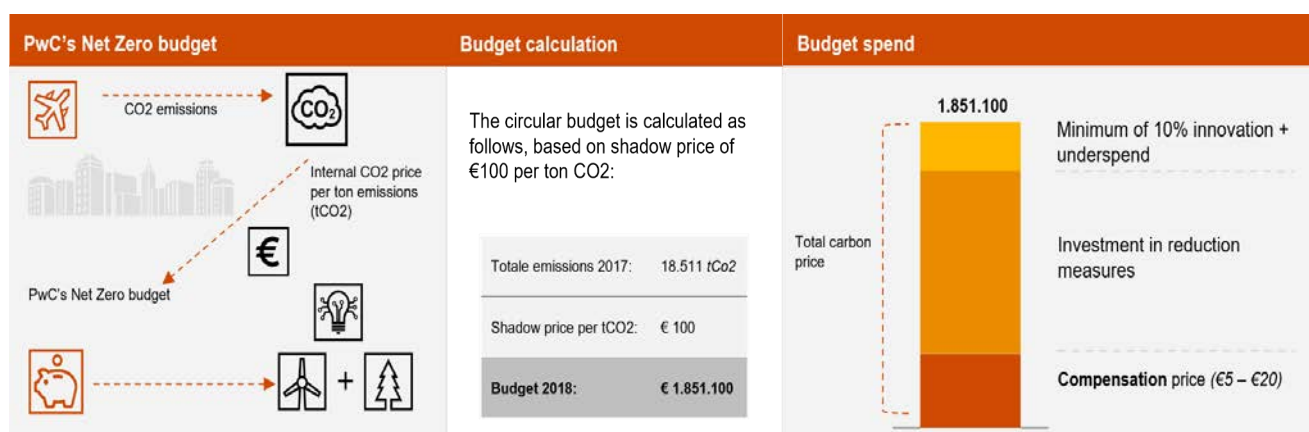 PwC's Net Zero budget
CO2 emissions
CO₂
Internal CO2 price
per ton emissions
(tCO2)
€
PwC's Net Zero budget
+
Budget calculation
The circular budget is calculated as
follows, based on shadow price of
€100 per ton CO2:
Totale emissions 2017: 18.511 tCo2
Shadow price per tCO2: € 100
Budget 2018: € 1.851.100
Budget spend
1.851.100
Minimum of 10% innovation +
underspend
Total carbon
price
Investment in reduction
measures
Compensation price (€5 – €20)